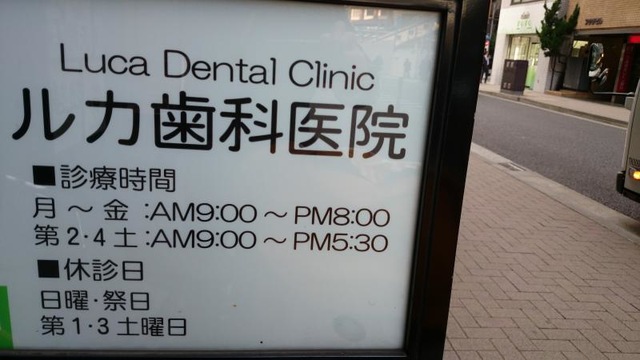 Luca Dental Clinic
ルカ歯科医院
■診療時間
月～金:AM9:00～PM8:00
第2･4土:AM9:00～PM5:30
■休診日
日曜･祭日
第1･3土曜日